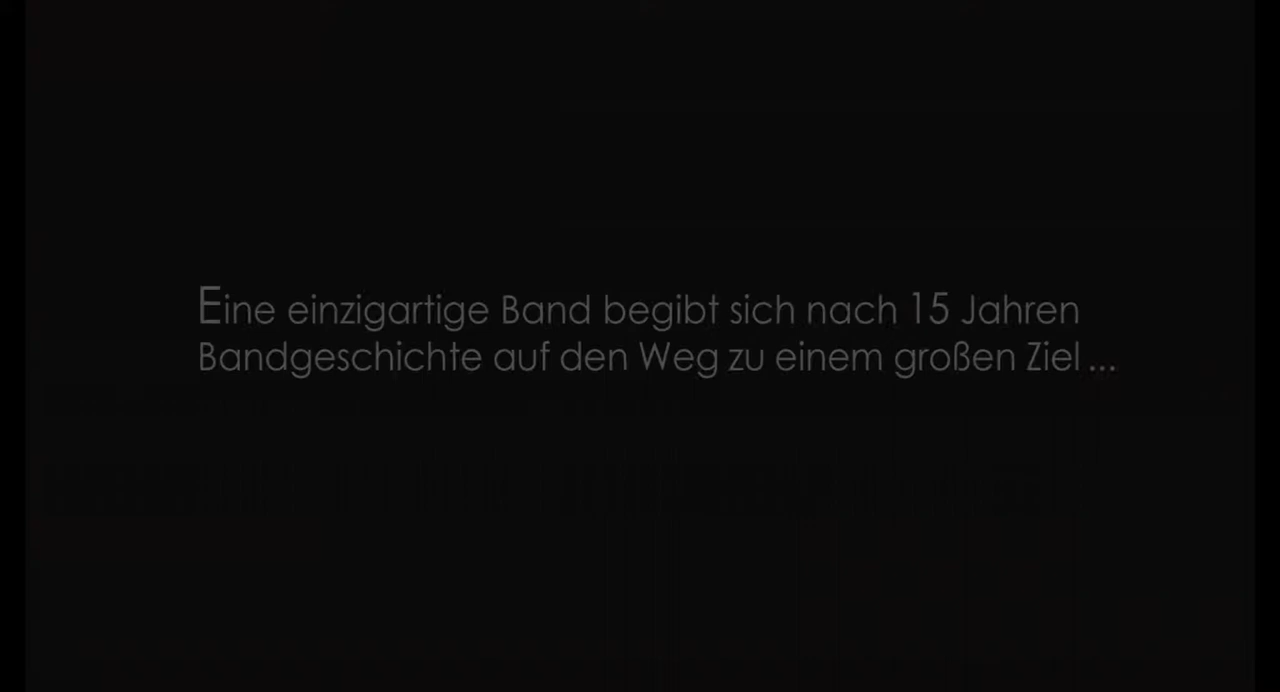 Eine einzigartige Band begibt sich nach 15 Jahren
Bandgeschichte auf den Weg zu einem großen Ziel ...